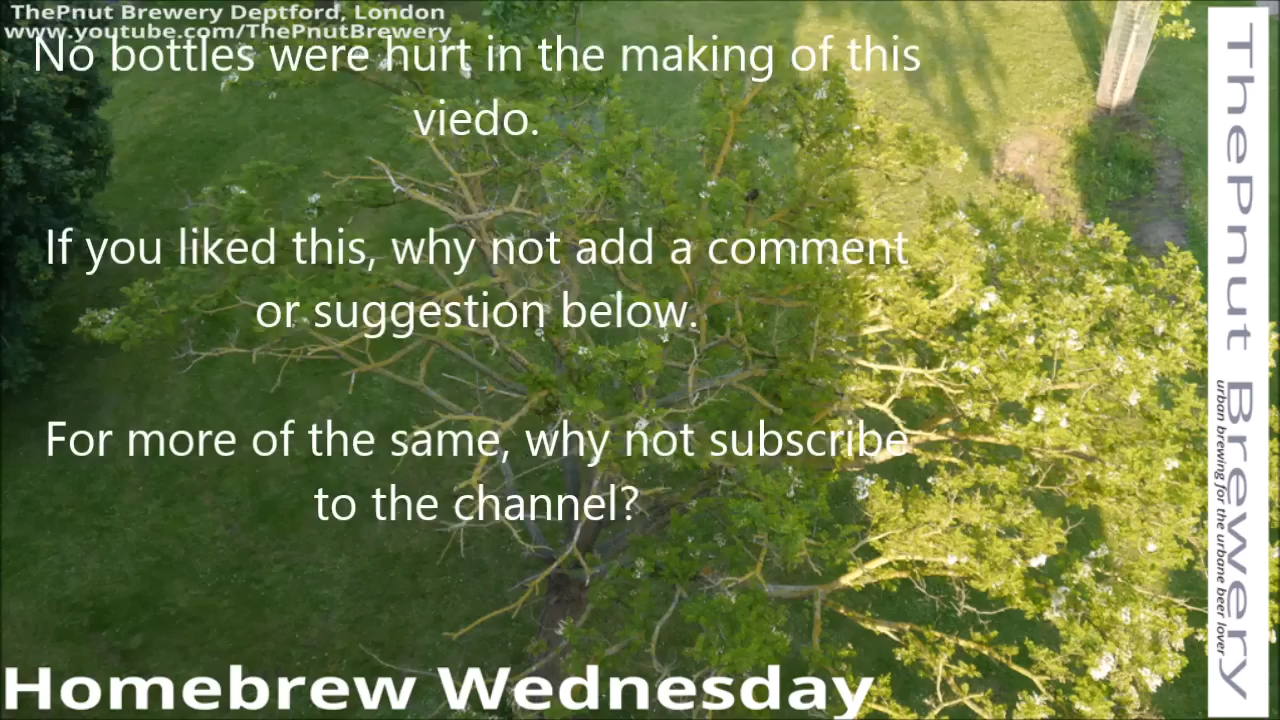 ThePnut Brewery Deptford, London
www.youtube.com/ThePnutBrewery
No bottles were hurt in the making of this
viedo.
If you liked this, why not add a comment
or suggestion below.
For more of the same, why not subscribe
to the channel?
Homebrew Wednesday
ThePnut Brewery
urban brewing for the urbane beer lover